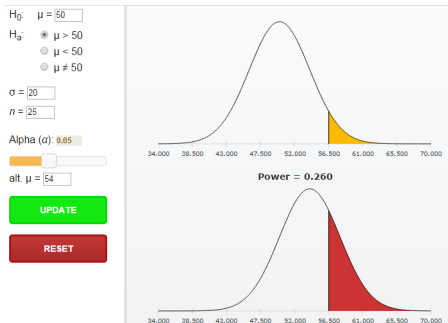 H0: μ = 50
Ha: μ > 50
μ < 50
μ ≠ 50
σ = 20
n = 25
Alpha (α): 0.05
alt. μ = 54
UPDATE
RESET
34.000 38.500 43.000 47.500 52.000 56.500 61.000 65.500 70.000
Power = 0.260
34.000 38.500 43.000 47.500 52.000 56.500 61.000 65.500 70.000